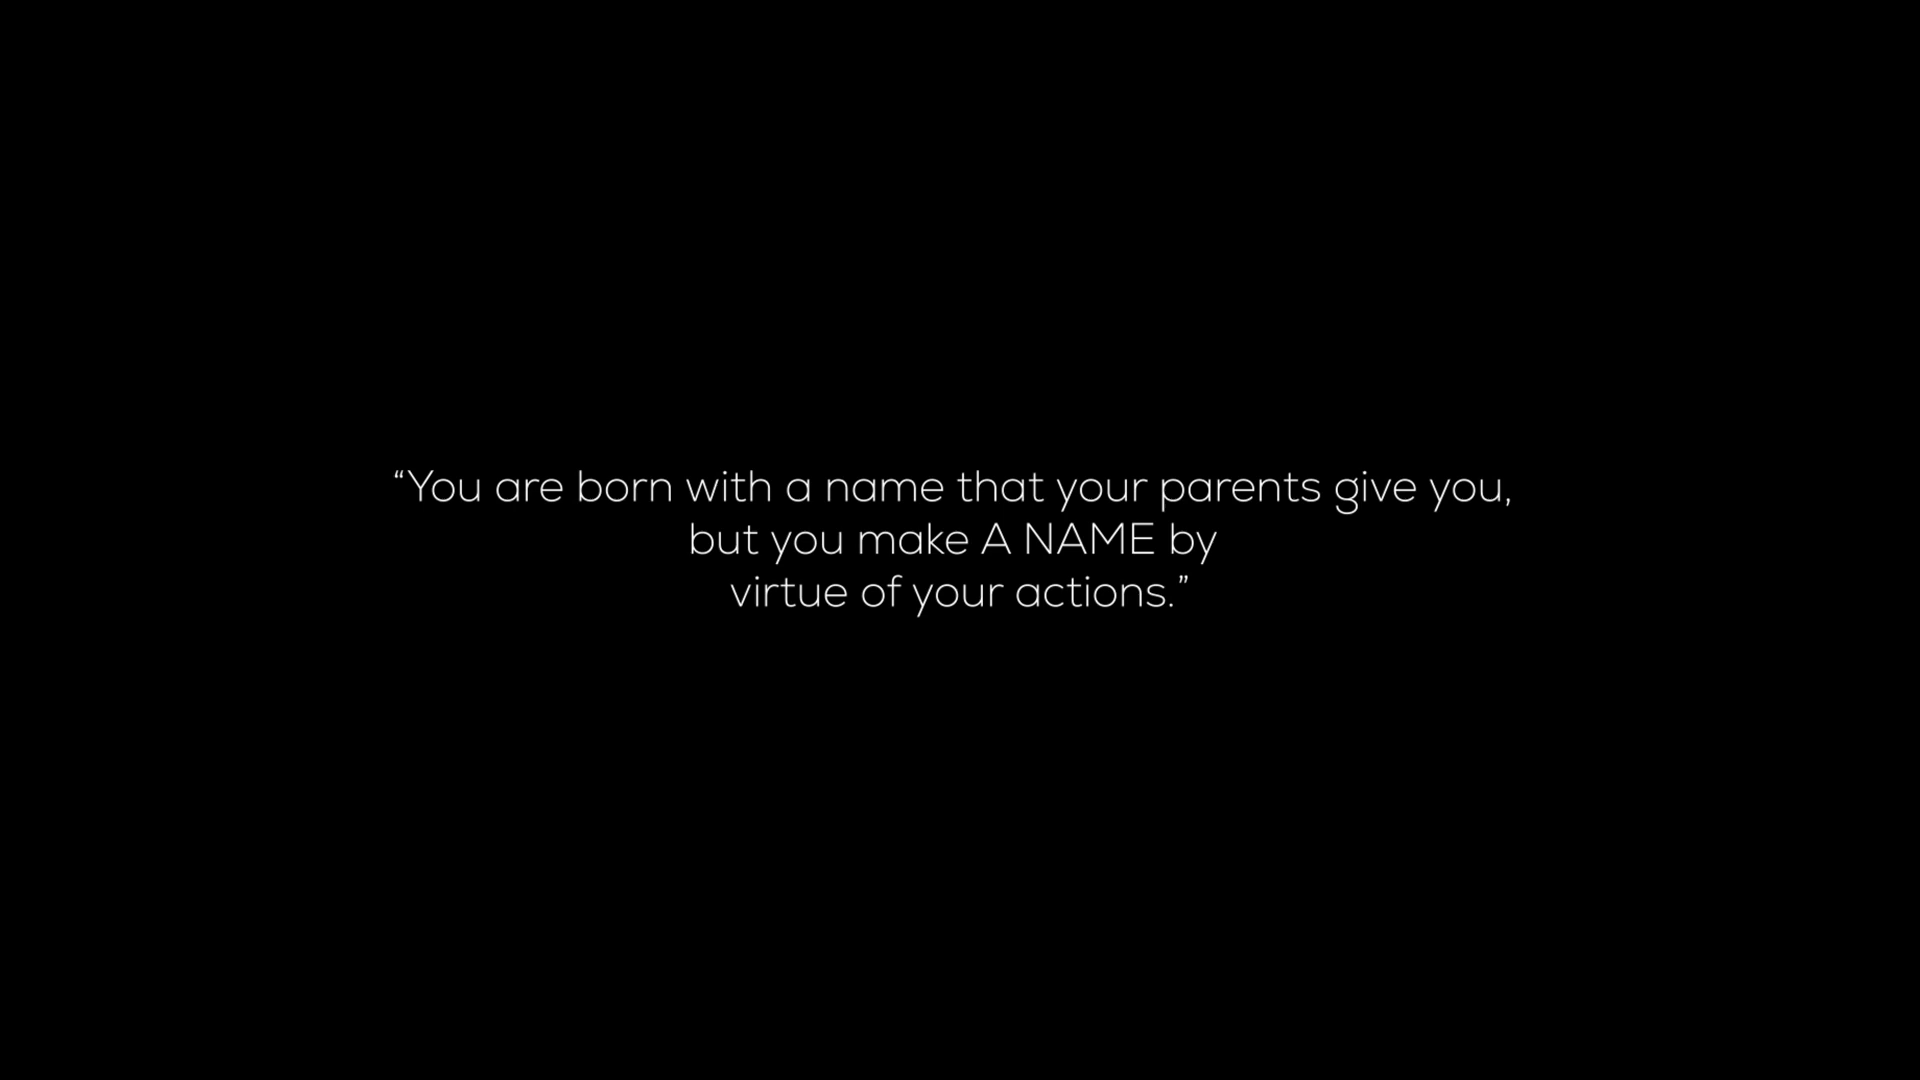 “You are born with a name that your parents give you,
but you make A NAME by
virtue of your actions.”